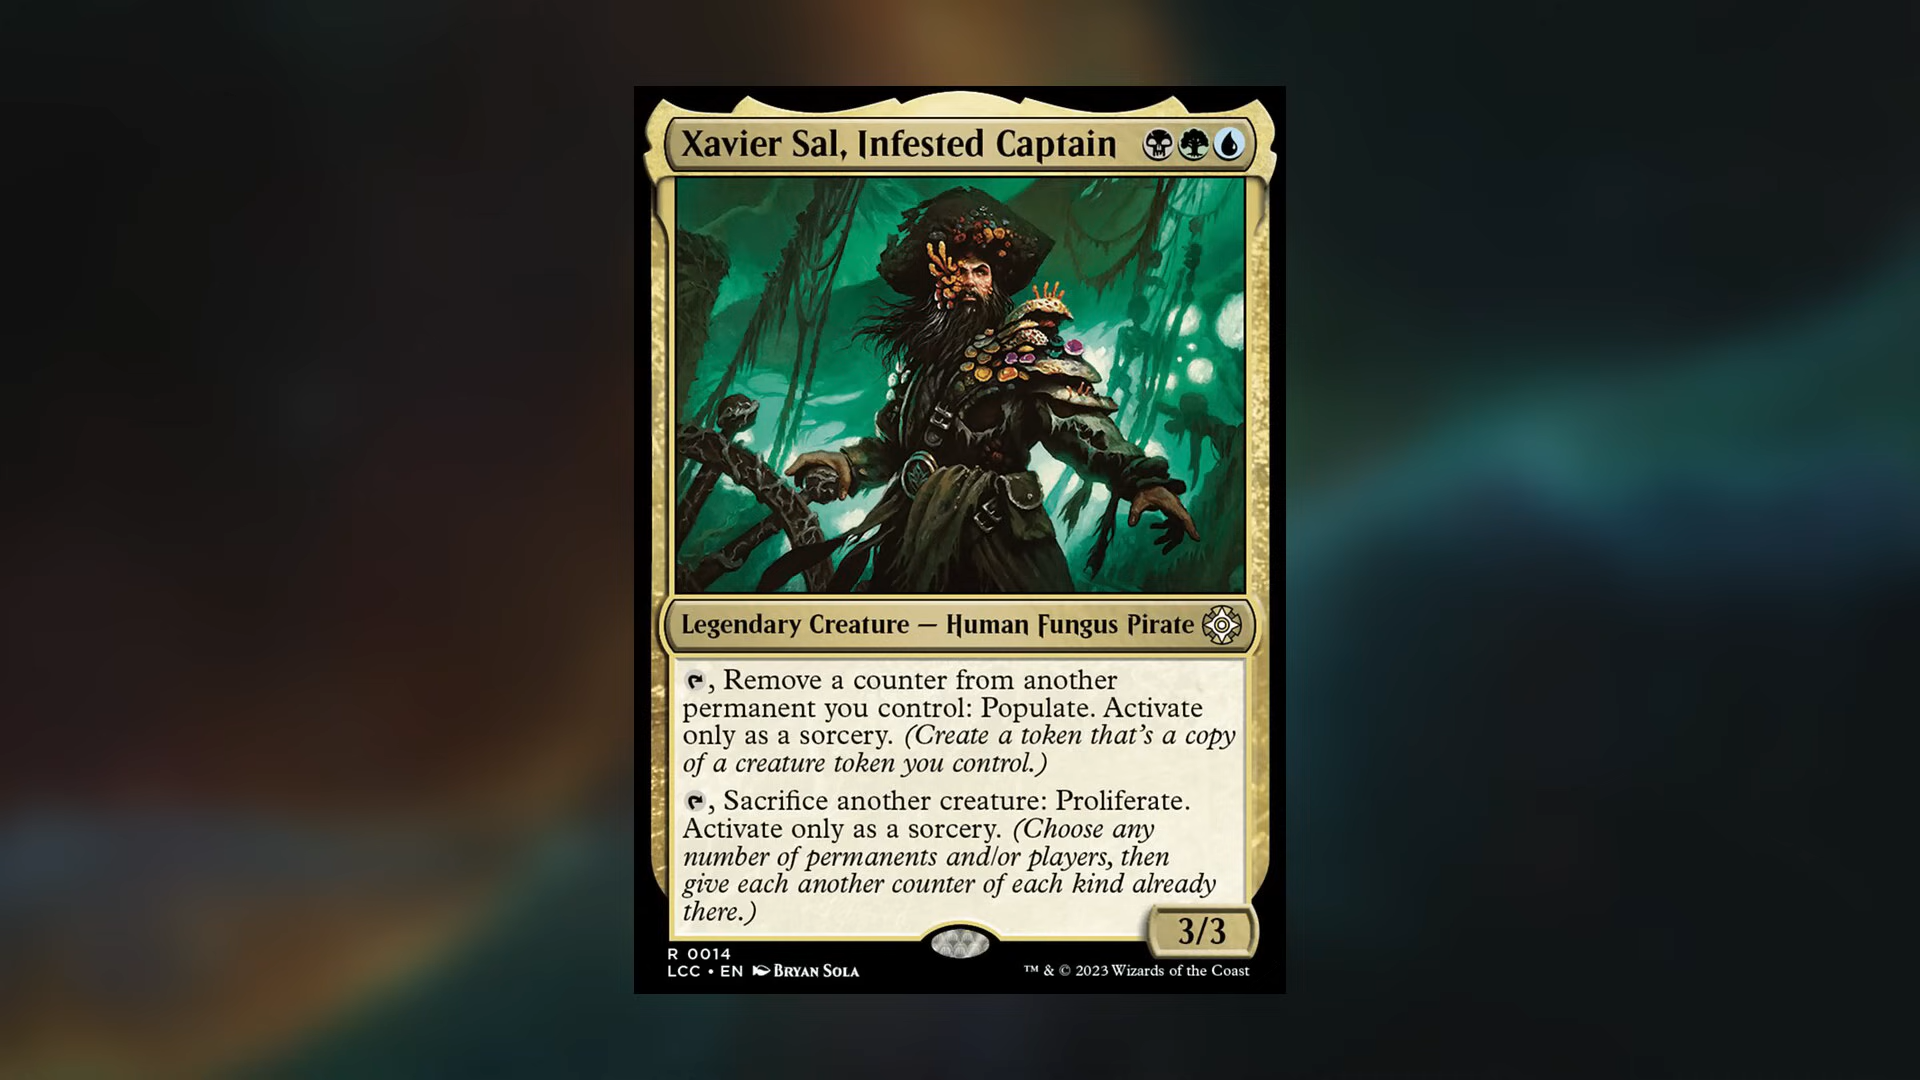 Xavier Sal, Infested Captain
Legendary Creature — Human Fungus Pirate
, Remove a counter from another
permanent you control: Populate. Activate
only as a sorcery. (Create a token that's a copy
of a creature token you control.)
, Sacrifice another creature: Proliferate.
Activate only as a sorcery. (Choose any
number of permanents and/or players, then
give each another counter of each kind already
there.)
3/3
R 0014
LCC • EN Bryan Sola
™ & © 2023 Wizards of the Coast